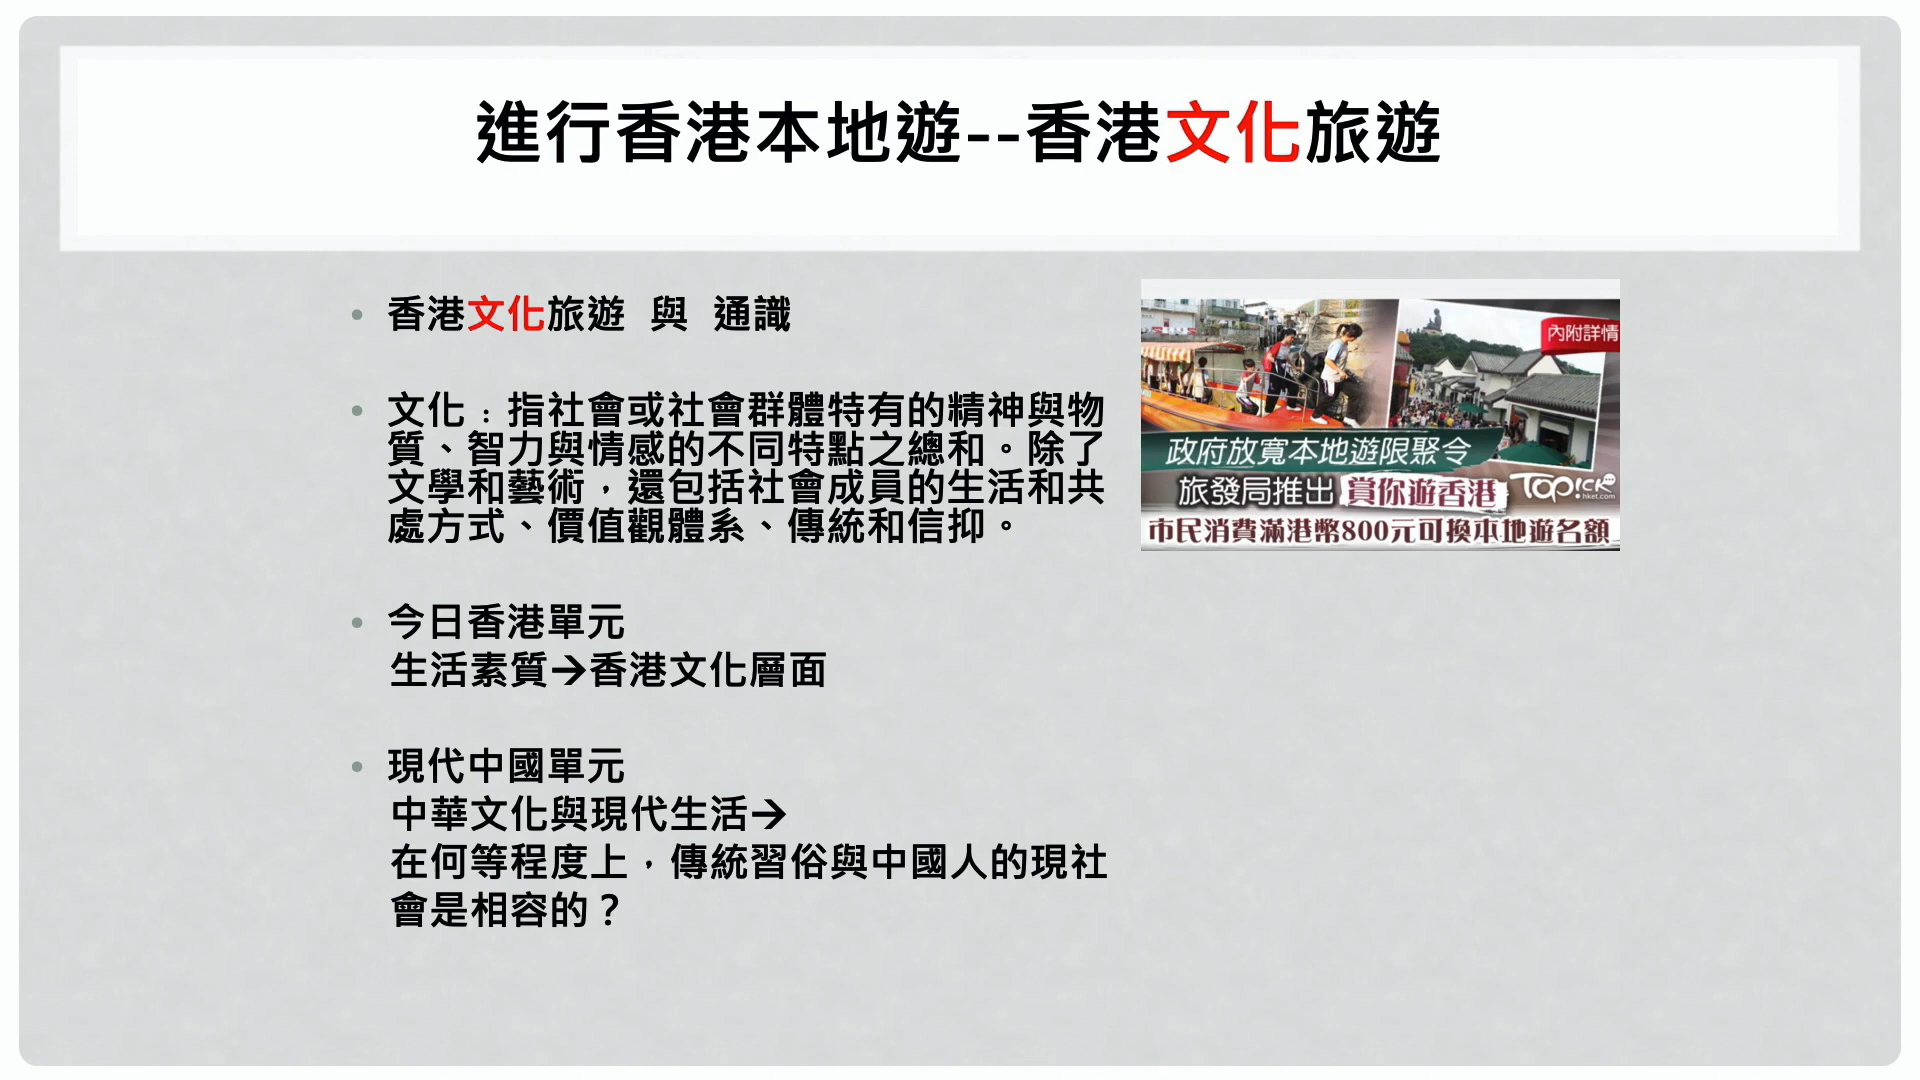 進行香港本地遊--香港文化旅遊
香港文化旅遊 與 通識
文化：指社會或社會群體特有的精神與物
質、智力與情感的不同特點之總和。除了
文學和藝術，還包括社會成員的生活和共
處方式、價值觀體系、傳統和信抑。
今日香港單元
生活素質→香港文化層面
現代中國單元
中華文化與現代生活→
在何等程度上，傳統習俗與中國人的現社
會是相容的？
內附詳情
政府放寬本地遊限聚令
旅發局推出 賞你遊香港
TOPick
hket.com
市民消費滿港幣800元可換本地遊名額